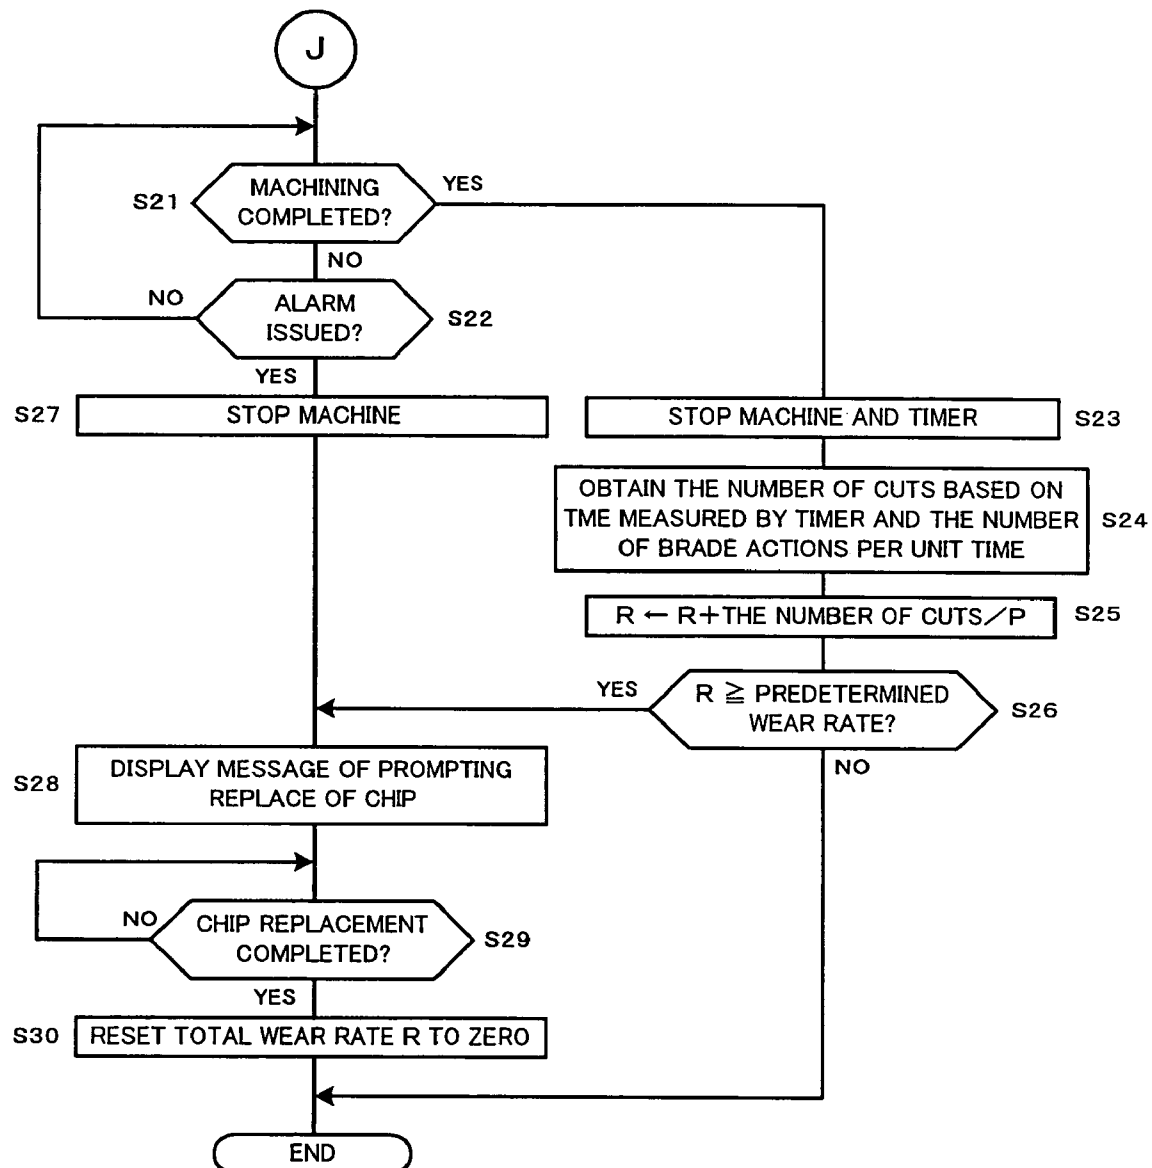 J
S21
MACHINING
COMPLETED?
YES
NO
NO
ALARM
ISSUED?
S22
YES
S27
STOP MACHINE
STOP MACHINE AND TIMER
S23
OBTAIN THE NUMBER OF CUTS BASED ON
TME MEASURED BY TIMER AND THE NUMBER
OF BRADE ACTIONS PER UNIT TIME
S24
R ← R+THE NUMBER OF CUTS/P
S25
YES
R ≧ PREDETERMINED
WEAR RATE?
S26
NO
S28
DISPLAY MESSAGE OF PROMPTING
REPLACE OF CHIP
NO
CHIP REPLACEMENT
COMPLETED?
S29
YES
S30
RESET TOTAL WEAR RATE R TO ZERO
END